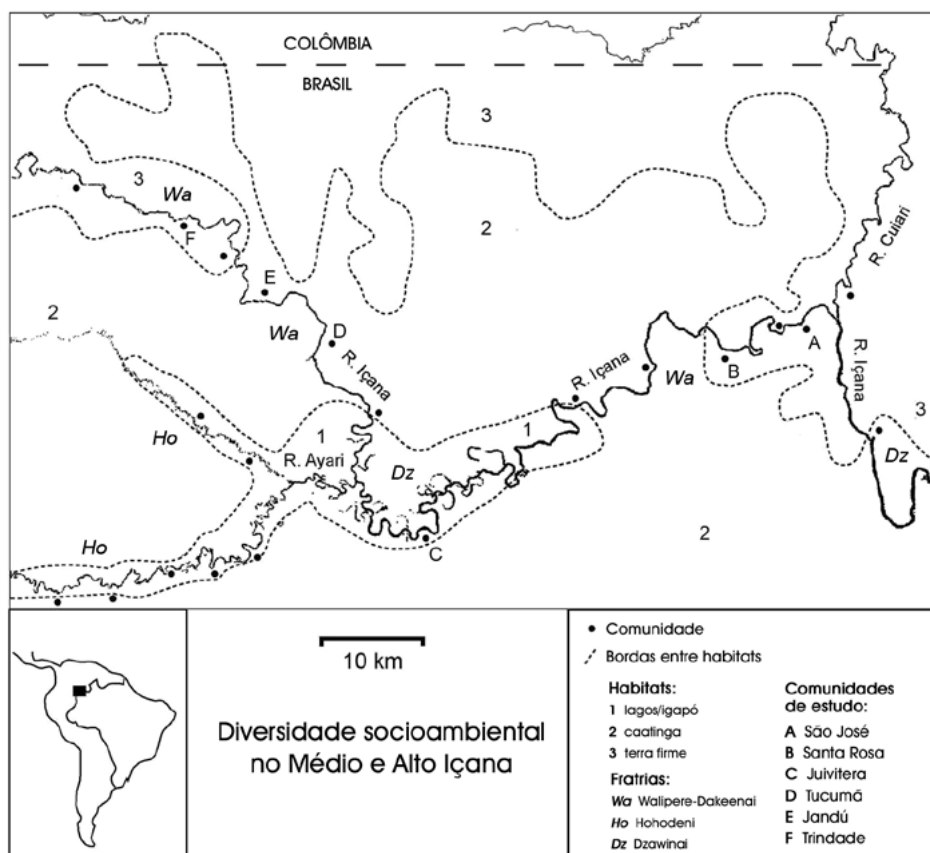 COLÔMBIA
BRASIL
3
3
Wa
F
2
R. Cuiari
E
2
Wa
D
R. Içana
R. Içana
A
B
Wa
R. Içana
3
Ho
1
1
R. Ayari
Dz
Dz
C
2
Ho
10 km
Diversidade socioambiental
no Médio e Alto Içana
Comunidade
Bordas entre habitats
Habitats:
1 lagos/igapó
2 caatinga
3 terra firme
Fratrias:
Wa Walipere-Dakeenai
Ho Hohodeni
Dz Dzawinai
Comunidades
de estudo:
A São José
B Santa Rosa
C Juivitera
D Tucumã
E Jandú
F Trindade